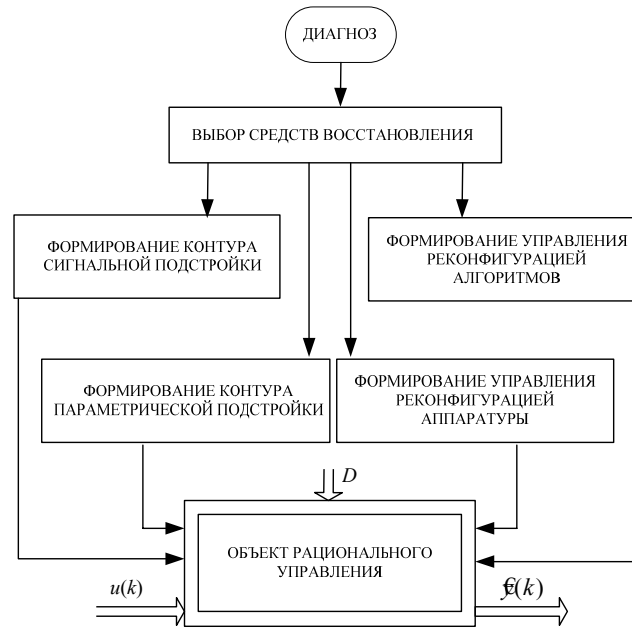 ДИАГНОЗ
ВЫБОР СРЕДСТВ ВОССТАНОВЛЕНИЯ
ФОРМИРОВАНИЕ КОНТУРА
СИГНАЛЬНОЙ ПОДСТРОЙКИ
ФОРМИРОВАНИЕ УПРАВЛЕНИЯ
РЕКОНФИГУРАЦИЕЙ
АЛГОРИТМОВ
ФОРМИРОВАНИЕ КОНТУРА
ПАРАМЕТРИЧЕСКОЙ ПОДСТРОЙКИ
ФОРМИРОВАНИЕ УПРАВЛЕНИЯ
РЕКОНФИГУРАЦИЕЙ
АППАРАТУРЫ
D
ОБЪЕКТ РАЦИОНАЛЬНОГО
УПРАВЛЕНИЯ
u(k)
(k)